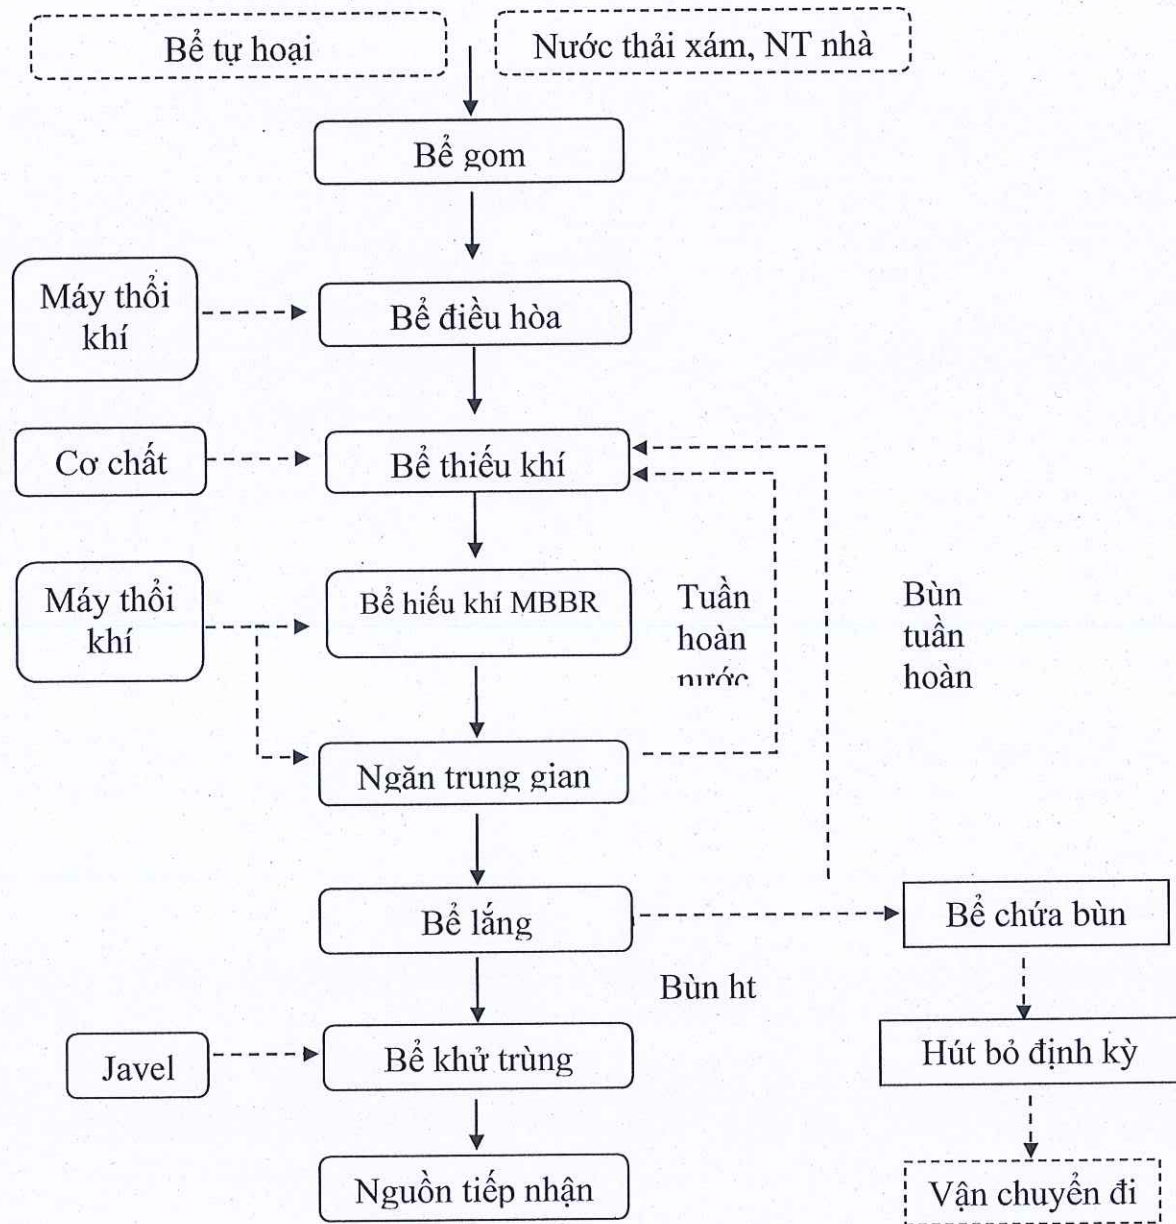 Bể tự hoại
Nước thải xám, NT nhà
Bể gom
Máy thổi
khí
Bể điều hòa
Cơ chất
Bể thiếu khí
Máy thổi
khí
Bể hiếu khí MBBR
Tuần
hoàn
nước
Bùn
tuần
hoàn
Ngăn trung gian
Bể lắng
Bể chứa bùn
Bùn ht
Javel
Bể khử trùng
Hút bỏ định kỳ
Nguồn tiếp nhận
Vận chuyển đi